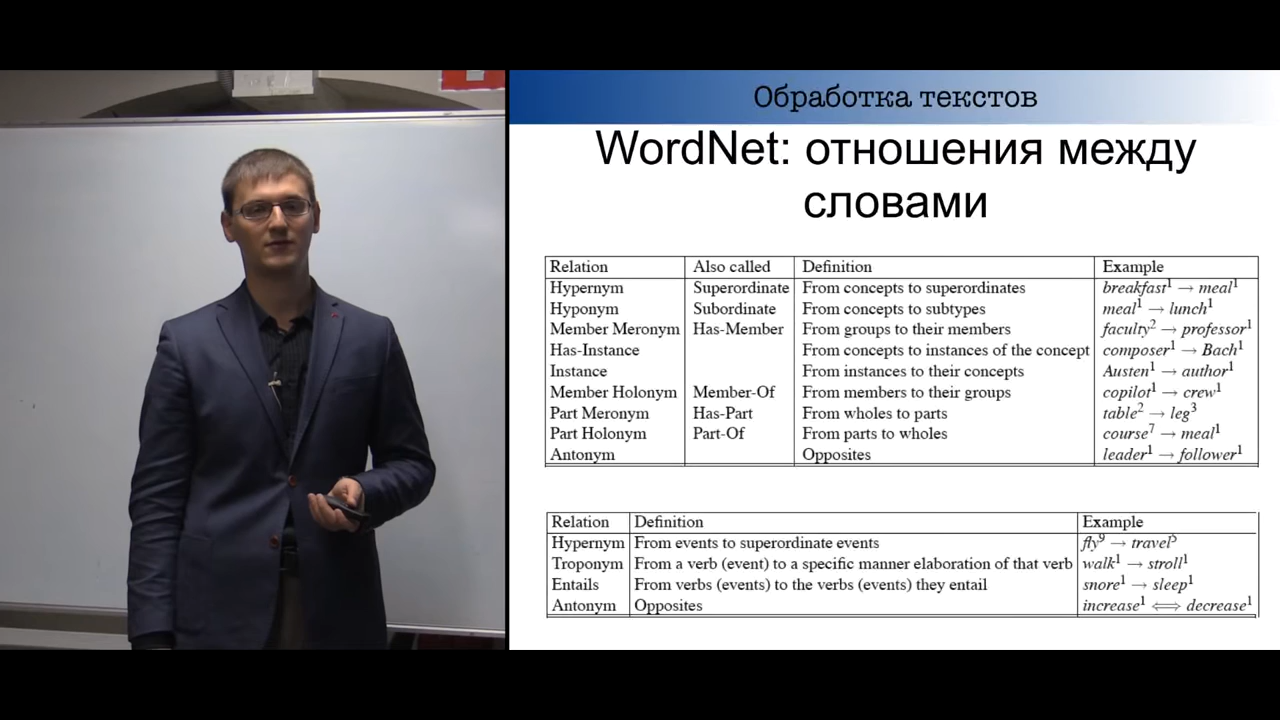 Обработка текстов
WordNet: отношения между
словами
Relation Also called Definition Example
Hypernym Superordinate From concepts to superordinates breakfast¹ → meal¹
Hyponym Subordinate From concepts to subtypes meal¹ → lunch¹
Member Meronym Has-Member From groups to their members faculty² → professor¹
Has-Instance From concepts to instances of the concept composer¹ → Bach¹
Instance From instances to their concepts Austen¹ → author¹
Member Holonym Member-Of From members to their groups copilot¹ → crew¹
Part Meronym Has-Part From wholes to parts table² → leg³
Part Holonym Part-Of From parts to wholes course⁷ → meal¹
Antonym Opposites leader¹ → follower¹
Relation Definition Example
Hypernym From events to superordinate events fly⁹ → travel⁵
Troponym From a verb (event) to a specific manner elaboration of that verb walk¹ → stroll¹
Entails From verbs (events) to the verbs (events) they entail snore¹ → sleep¹
Antonym Opposites increase¹ ⟺ decrease¹